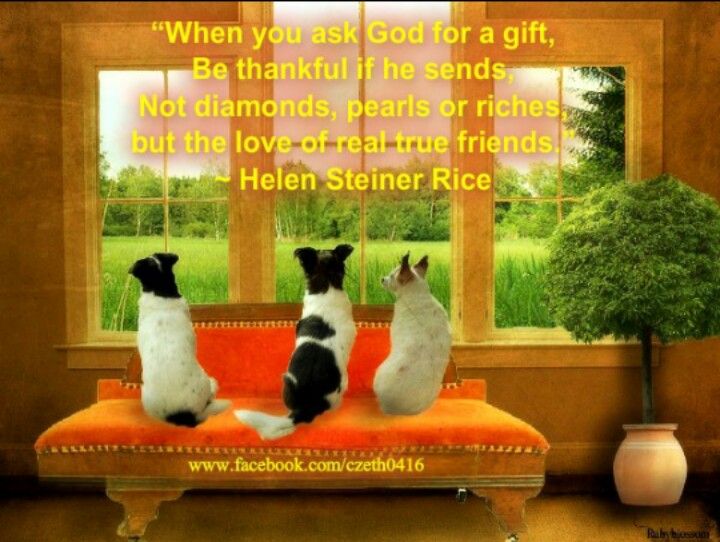 “When you ask God for a gift,
Be thankful if he sends,
Not diamonds, pearls or riches,
but the love of real true friends.”
~ Helen Steiner Rice
www.facebook.com/czeth0416
Rubyblossom